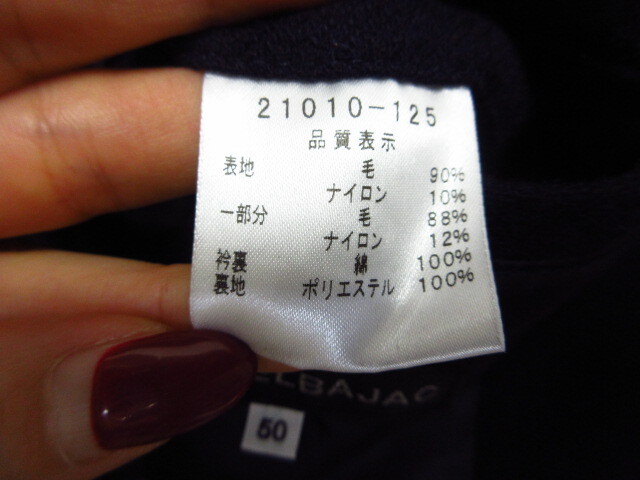 21010-125
品質表示
表地 毛 90%
ナイロン 10%
一部分 毛 88%
ナイロン 12%
衿裏 綿 100%
裏地 ポリエステル 100%
LBAJAC
50